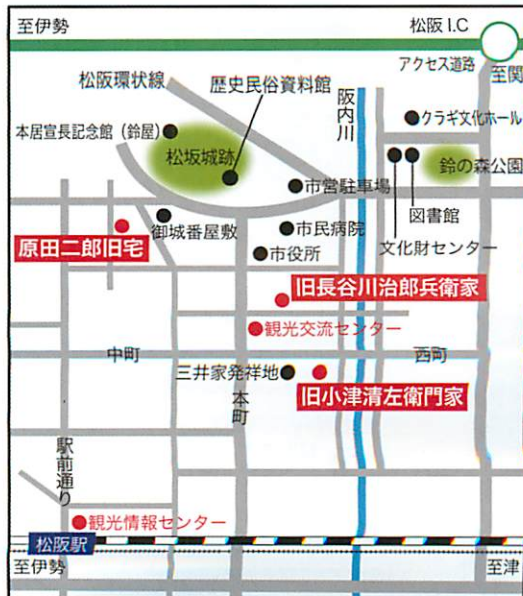 至伊勢
松阪I.C
アクセス道路
至関
松阪環状線
歴史民俗資料館
阪内川
クラギ文化ホール
本居宣長記念館（鈴屋）
松坂城跡
鈴の森公園
市営駐車場
図書館
御城番屋敷
市民病院
文化財センター
原田二郎旧宅
市役所
旧長谷川治郎兵衛家
観光交流センター
中町
西町
三井家発祥地
旧小津清左衛門家
本町
駅前通り
観光情報センター
松阪駅
至伊勢
至津